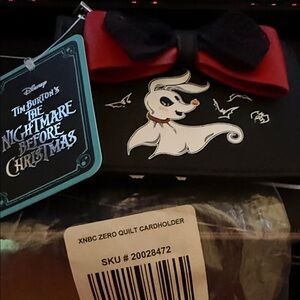 Disney
TIM BURTON'S
THE
NIGHTMARE
BEFORE
CHRISTMAS
XNBC ZERO QUILT CARDHOLDER
SKU # 20028472